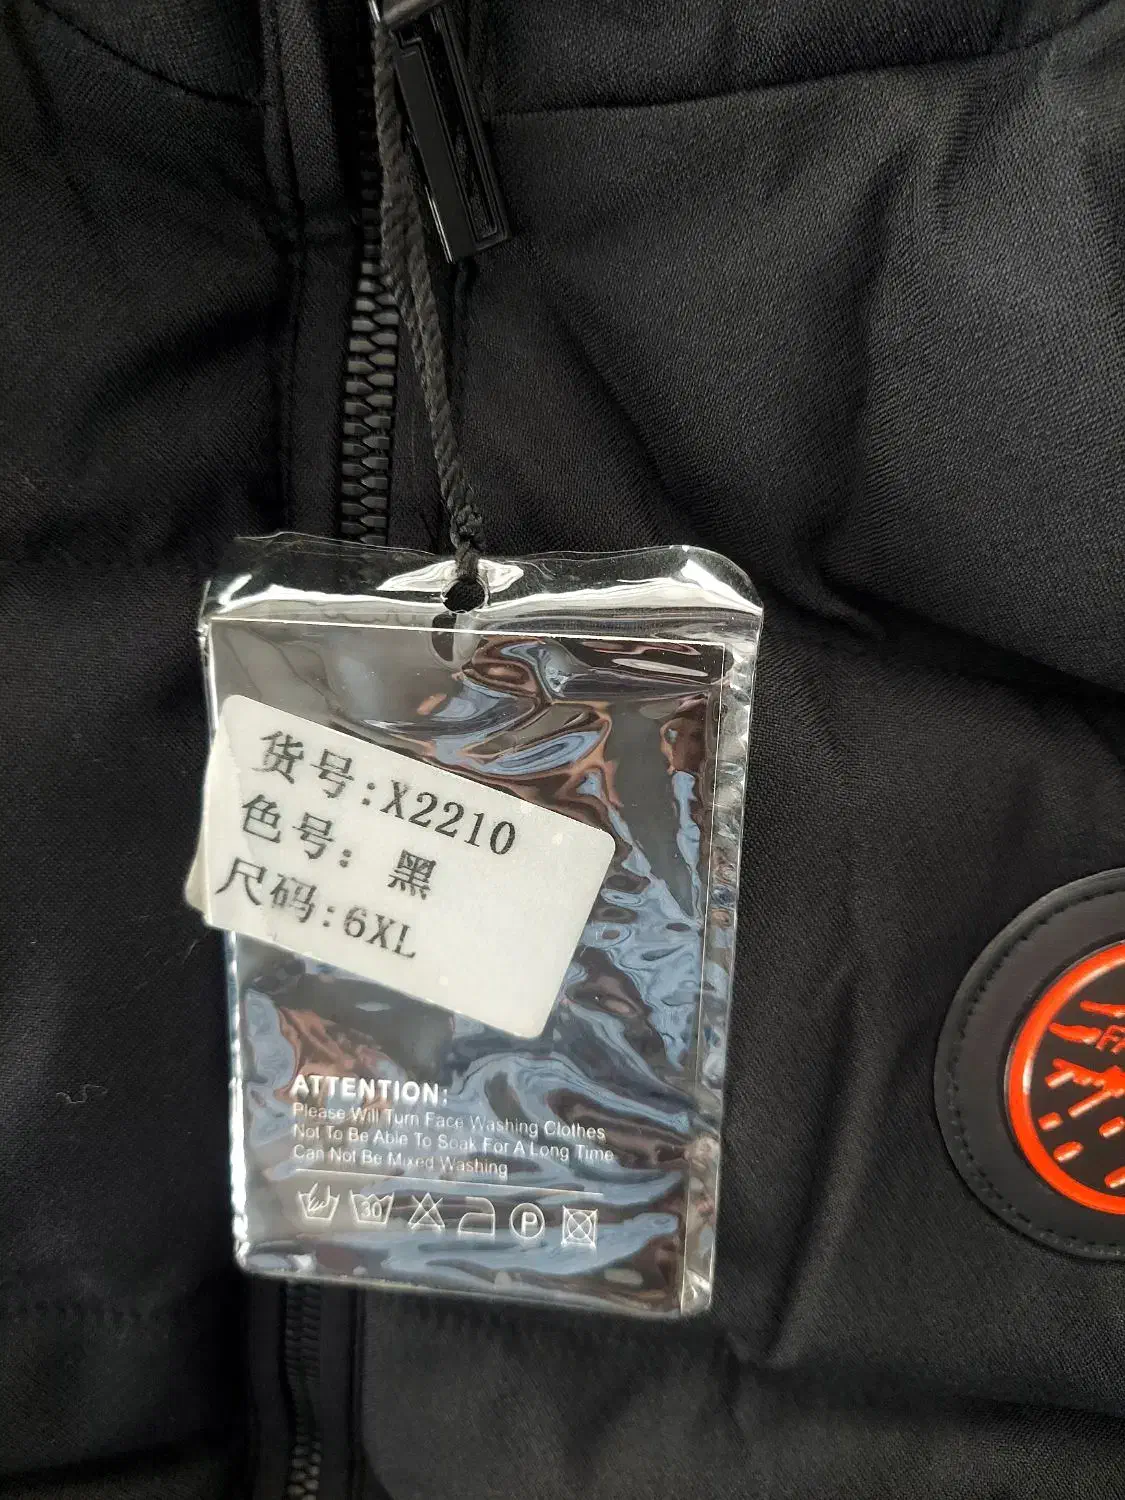 货号:X2210
色号: 黑
尺码:6XL
ATTENTION:
Please Will Turn Face Washing Clothes
Not To Be Able To Soak For A Long Time
Can Not Be Mixed Washing
30
P